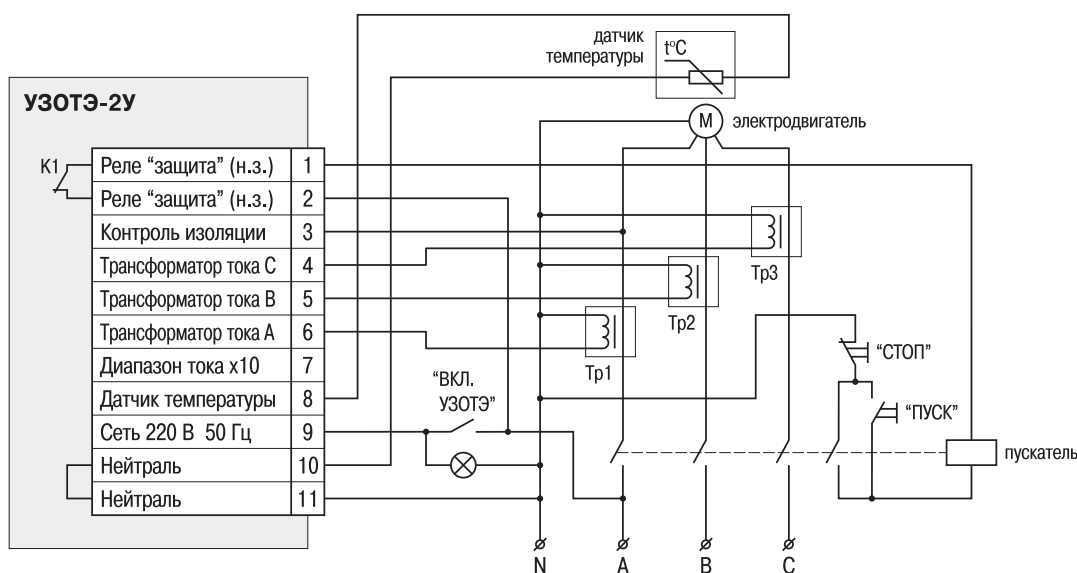 датчик
температуры
t°C
УЗОТЭ-2У
M
электродвигатель
K1
Реле “защита” (н.з.) 1
Реле “защита” (н.з.) 2
Контроль изоляции 3
Трансформатор тока С 4
Трансформатор тока В 5
Трансформатор тока А 6
Диапазон тока х10 7
Датчик температуры 8
Сеть 220 В 50 Гц 9
Нейтраль 10
Нейтраль 11
Тр3
Тр2
Тр1
“ВКЛ.
УЗОТЭ”
“СТОП”
“ПУСК”
пускатель
N A B C